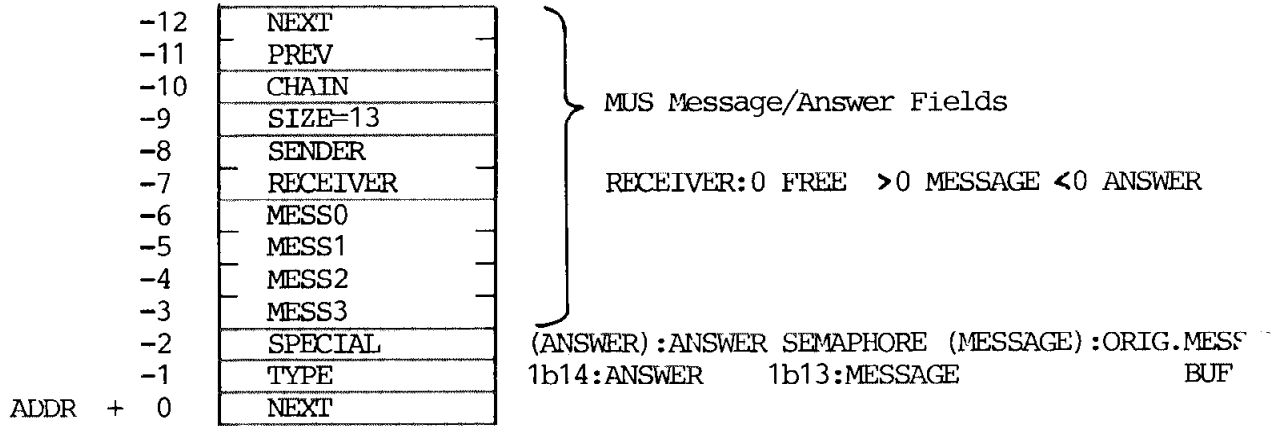 -12 NEXT
-11 PREV
-10 CHAIN
-9 SIZE=13 MUS Message/Answer Fields
-8 SENDER
-7 RECEIVER RECEIVER:0 FREE >0 MESSAGE <0 ANSWER
-6 MESS0
-5 MESS1
-4 MESS2
-3 MESS3
-2 SPECIAL (ANSWER):ANSWER SEMAPHORE (MESSAGE):ORIG.MESS
-1 TYPE 1b14:ANSWER 1b13:MESSAGE BUF
ADDR + 0 NEXT